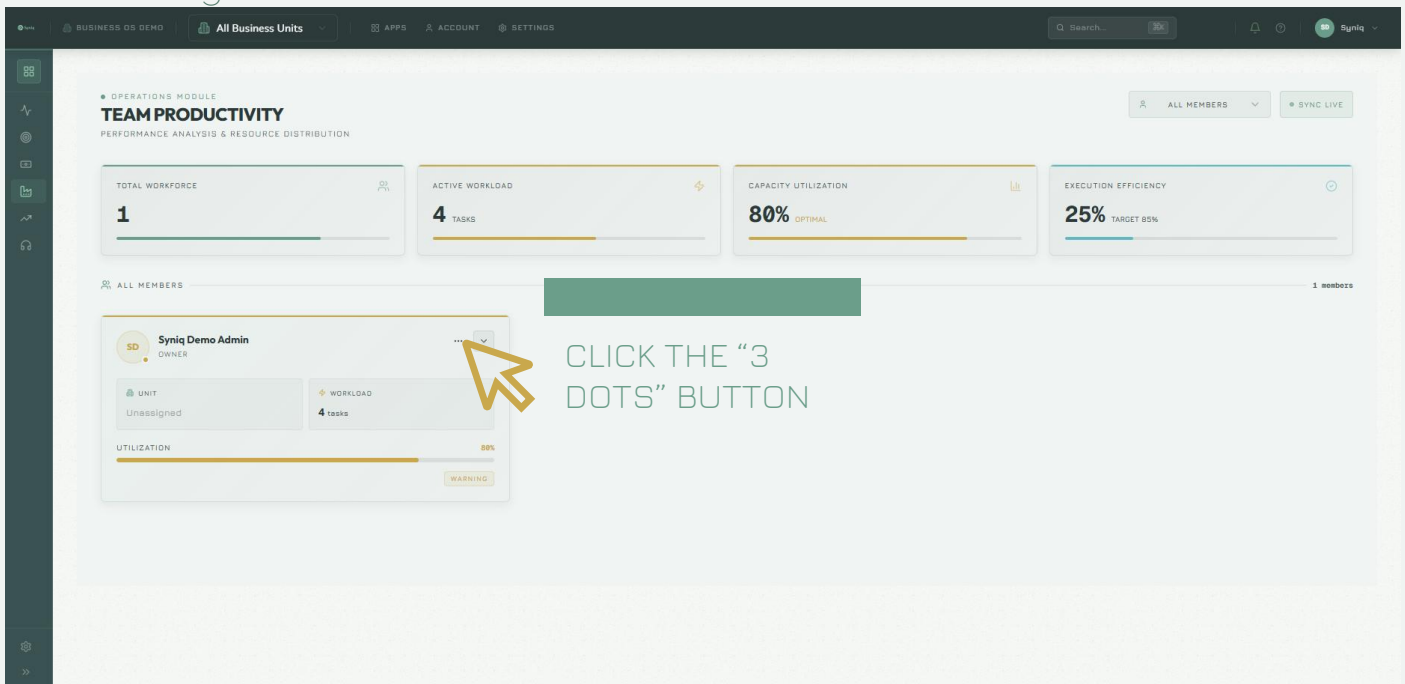 BUSINESS OS DEMO
All Business Units
APPS
ACCOUNT
SETTINGS
Search...
⌘K
SD
Syniq
OPERATIONS MODULE
TEAM PRODUCTIVITY
PERFORMANCE ANALYSIS & RESOURCE DISTRIBUTION
ALL MEMBERS
SYNC LIVE
TOTAL WORKFORCE
1
ACTIVE WORKLOAD
4 TASKS
CAPACITY UTILIZATION
80% OPTIMAL
EXECUTION EFFICIENCY
25% TARGET 85%
ALL MEMBERS
1 members
SD
Syniq Demo Admin
OWNER
...
UNIT
Unassigned
WORKLOAD
4 tasks
UTILIZATION
80%
WARNING
CLICK THE “3
DOTS” BUTTON